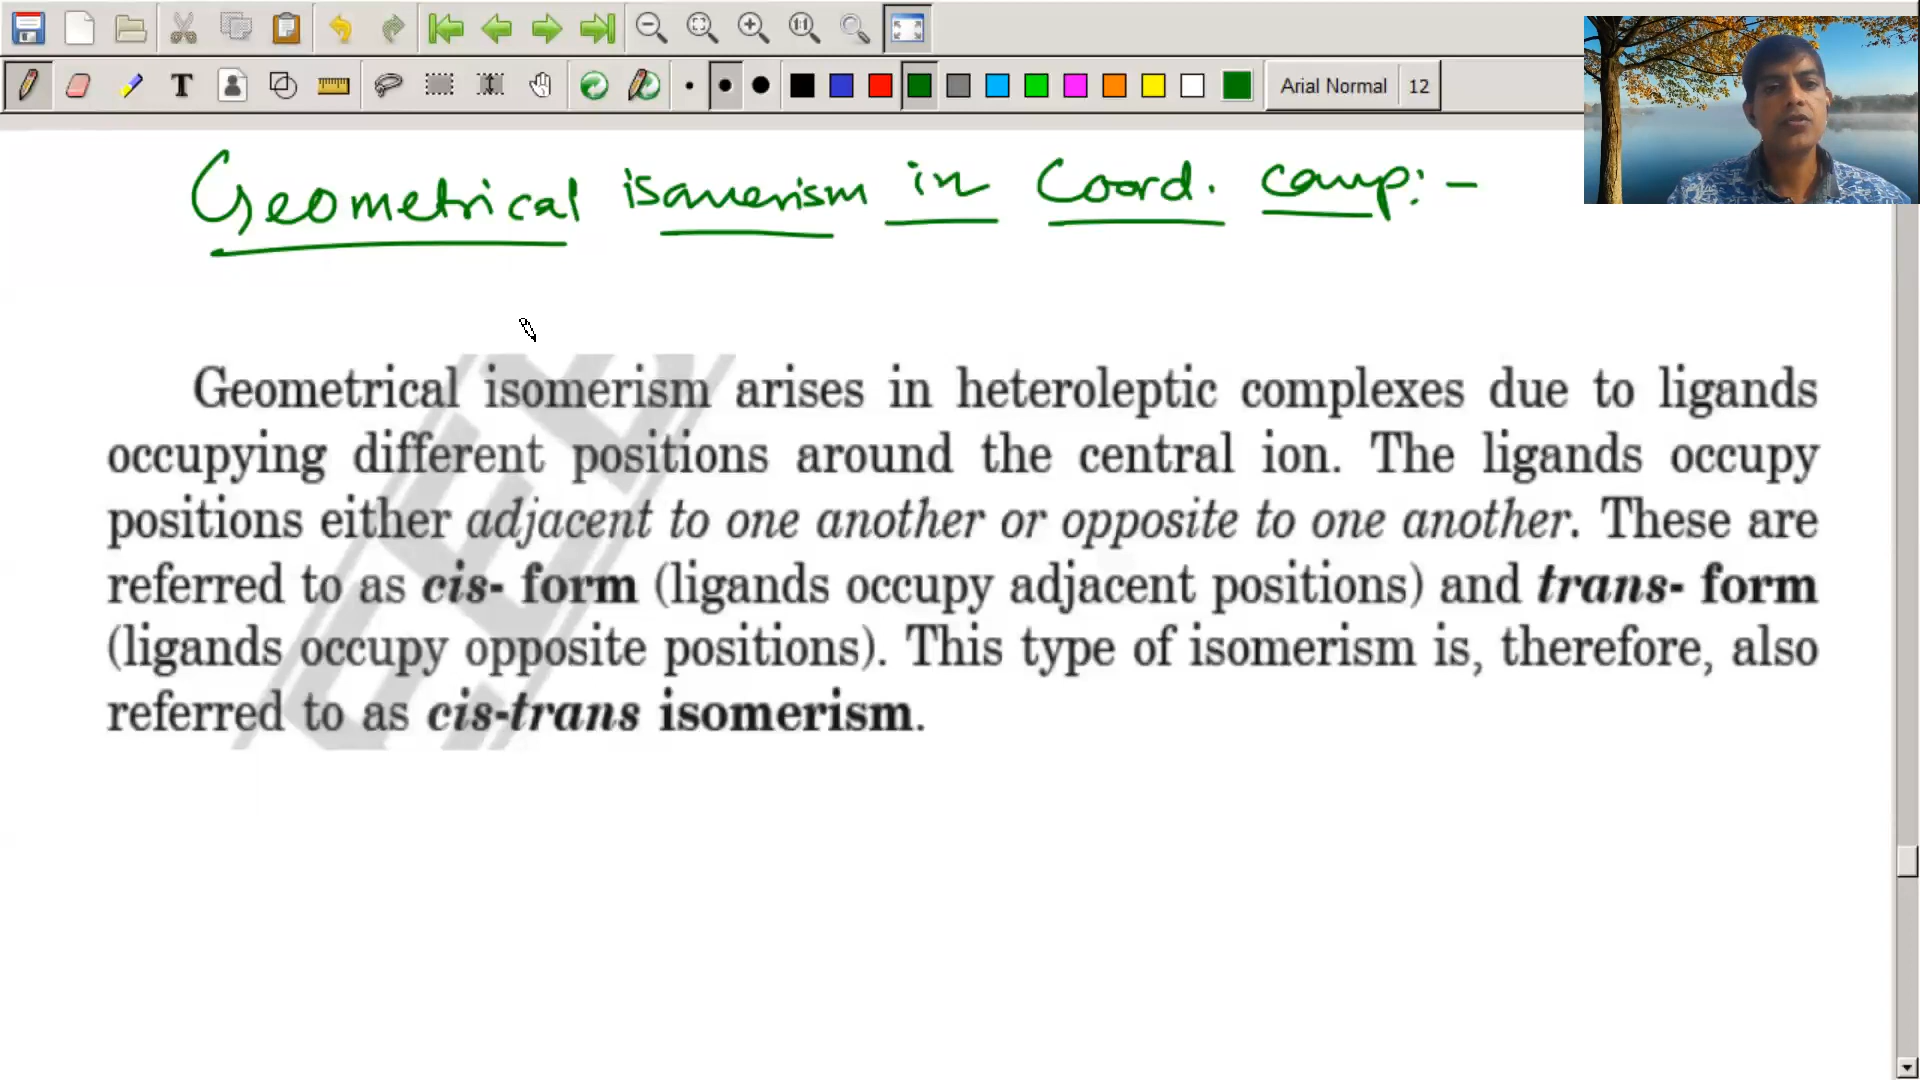 T
1:1
Arial Normal 12
Geometrical isomerism in Coord. comp:-
Geometrical isomerism arises in heteroleptic complexes due to ligands
occupying different positions around the central ion. The ligands occupy
positions either adjacent to one another or opposite to one another. These are
referred to as cis- form (ligands occupy adjacent positions) and trans- form
(ligands occupy opposite positions). This type of isomerism is, therefore, also
referred to as cis-trans isomerism.